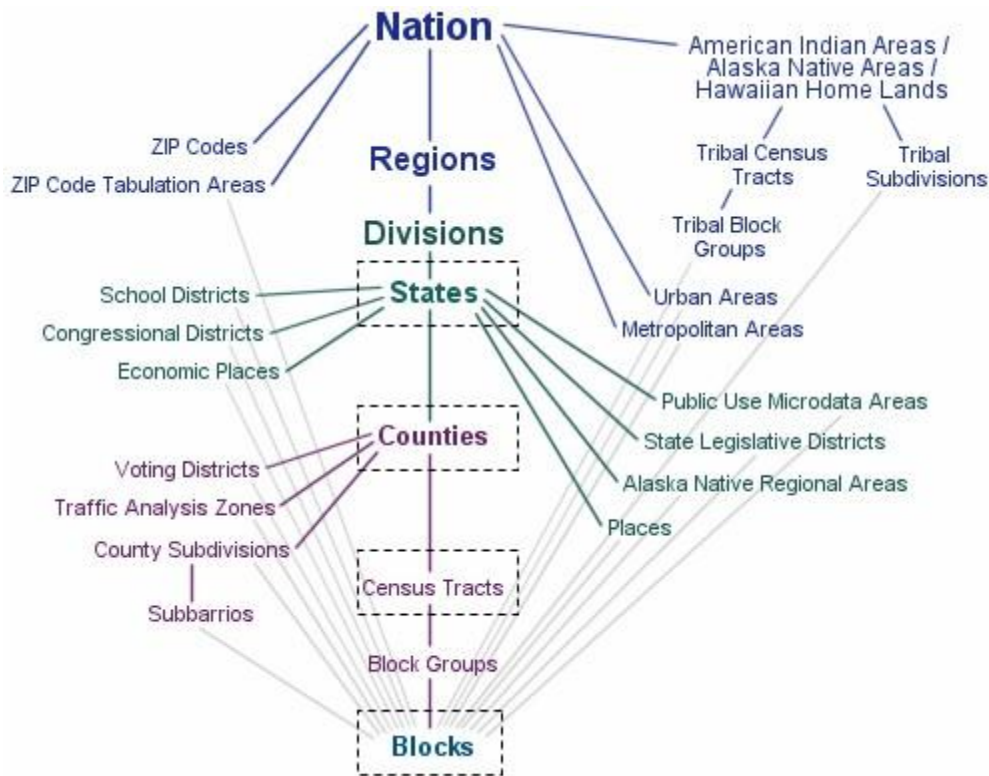 Nation
American Indian Areas /
Alaska Native Areas /
Hawaiian Home Lands
ZIP Codes
ZIP Code Tabulation Areas
Regions
Tribal Census
Tracts
Tribal
Subdivisions
Tribal Block
Groups
Divisions
States
School Districts
Congressional Districts
Economic Places
Urban Areas
Metropolitan Areas
Public Use Microdata Areas
State Legislative Districts
Alaska Native Regional Areas
Places
Counties
Voting Districts
Traffic Analysis Zones
County Subdivisions
Subbarrios
Census Tracts
Block Groups
Blocks